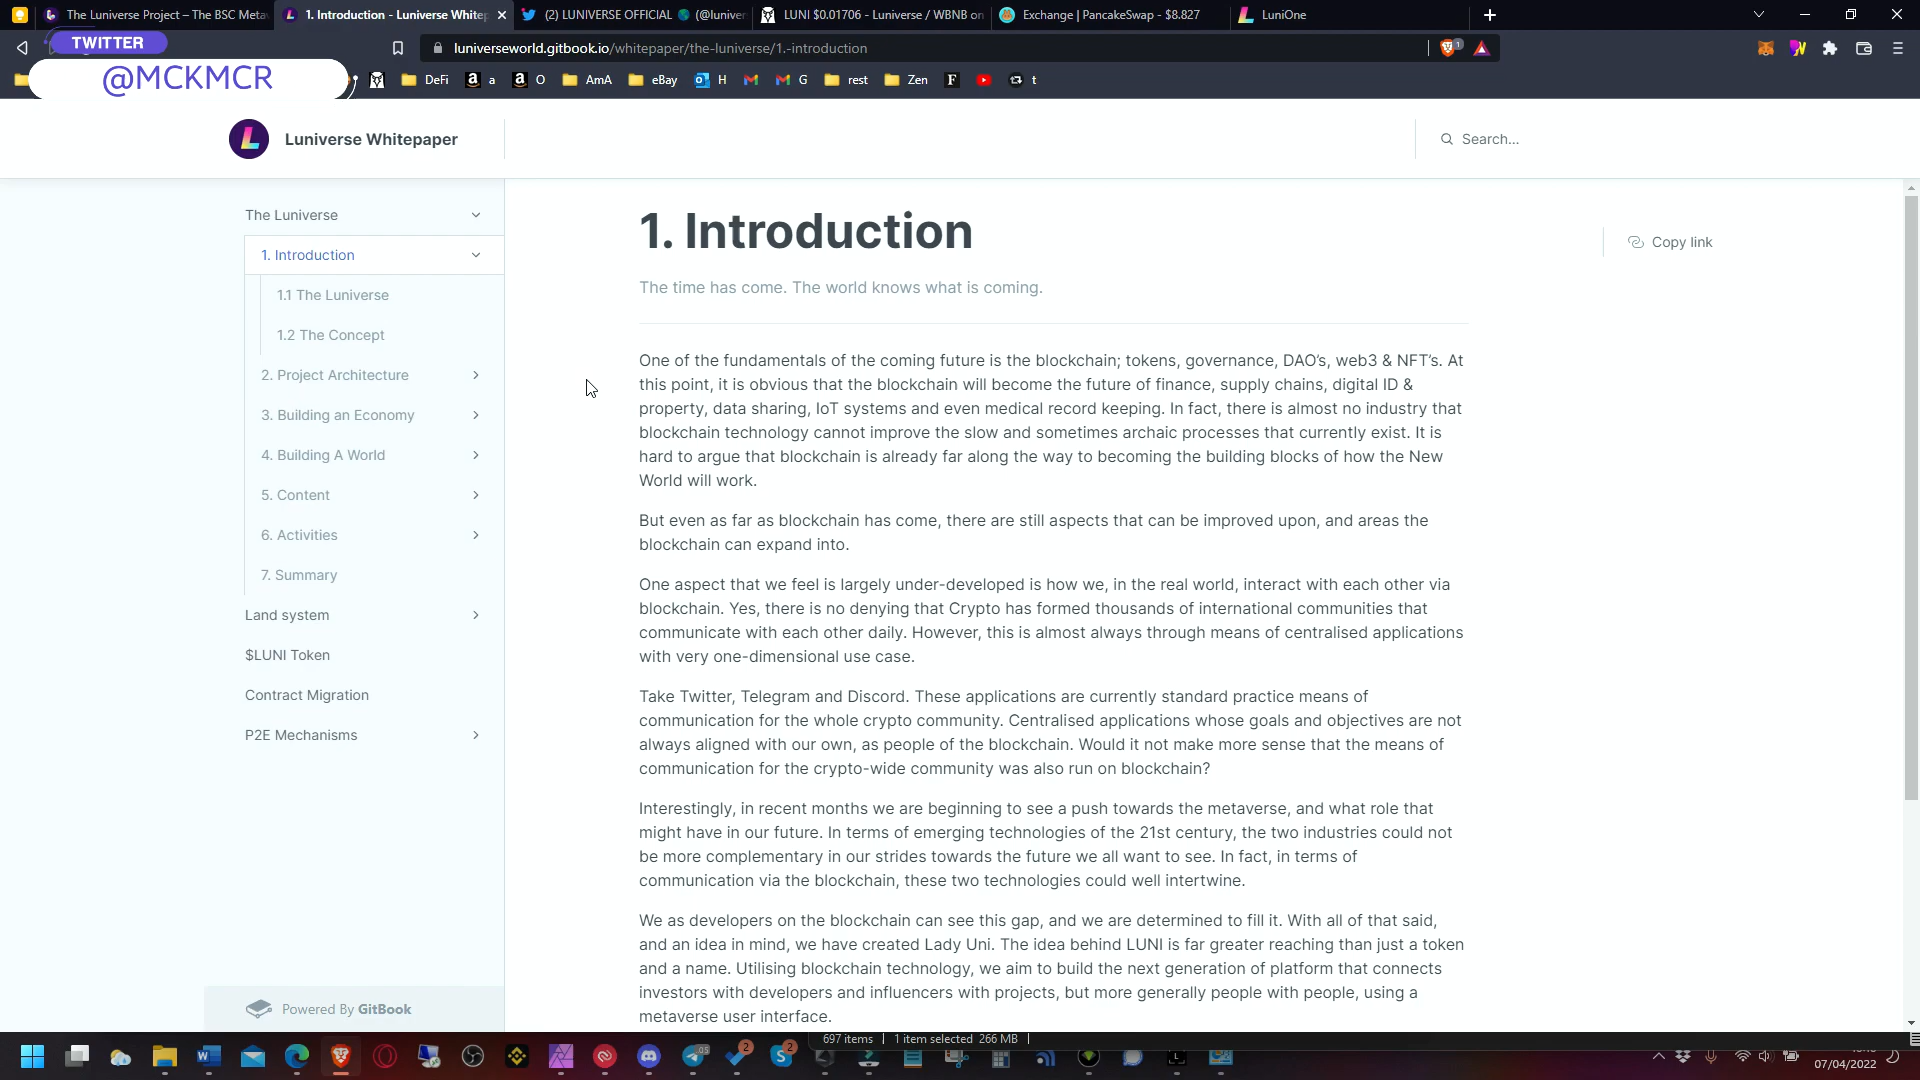 The Luniverse Project – The BSC Meta
1. Introduction - Luniverse White
(2) LUNIVERSE OFFICIAL (@luniver
LUNI $0.01706 - Luniverse / WBNB on
Exchange | PancakeSwap - $8.827
LuniOne
TWITTER
@MCKMCR
luniverseworld.gitbook.io/whitepaper/the-luniverse/1.-introduction
DeFi
a
O
AmA
eBay
H
G
rest
Zen
F
t
Luniverse Whitepaper
Search...
The Luniverse
1. Introduction
1.1 The Luniverse
1.2 The Concept
2. Project Architecture
3. Building an Economy
4. Building A World
5. Content
6. Activities
7. Summary
Land system
$LUNI Token
Contract Migration
P2E Mechanisms
Powered By GitBook
1. Introduction
Copy link
The time has come. The world knows what is coming.
One of the fundamentals of the coming future is the blockchain; tokens, governance, DAO's, web3 & NFT's. At
this point, it is obvious that the blockchain will become the future of finance, supply chains, digital ID &
property, data sharing, IoT systems and even medical record keeping. In fact, there is almost no industry that
blockchain technology cannot improve the slow and sometimes archaic processes that currently exist. It is
hard to argue that blockchain is already far along the way to becoming the building blocks of how the New
World will work.
But even as far as blockchain has come, there are still aspects that can be improved upon, and areas the
blockchain can expand into.
One aspect that we feel is largely under-developed is how we, in the real world, interact with each other via
blockchain. Yes, there is no denying that Crypto has formed thousands of international communities that
communicate with each other daily. However, this is almost always through means of centralised applications
with very one-dimensional use case.
Take Twitter, Telegram and Discord. These applications are currently standard practice means of
communication for the whole crypto community. Centralised applications whose goals and objectives are not
always aligned with our own, as people of the blockchain. Would it not make more sense that the means of
communication for the crypto-wide community was also run on blockchain?
Interestingly, in recent months we are beginning to see a push towards the metaverse, and what role that
might have in our future. In terms of emerging technologies of the 21st century, the two industries could not
be more complementary in our strides towards the future we all want to see. In fact, in terms of
communication via the blockchain, these two technologies could well intertwine.
We as developers on the blockchain can see this gap, and we are determined to fill it. With all of that said,
and an idea in mind, we have created Lady Uni. The idea behind LUNI is far greater reaching than just a token
and a name. Utilising blockchain technology, we aim to build the next generation of platform that connects
investors with developers and influencers with projects, but more generally people with people, using a
metaverse user interface.
697 items | 1 item selected 266 MB |
07/04/2022